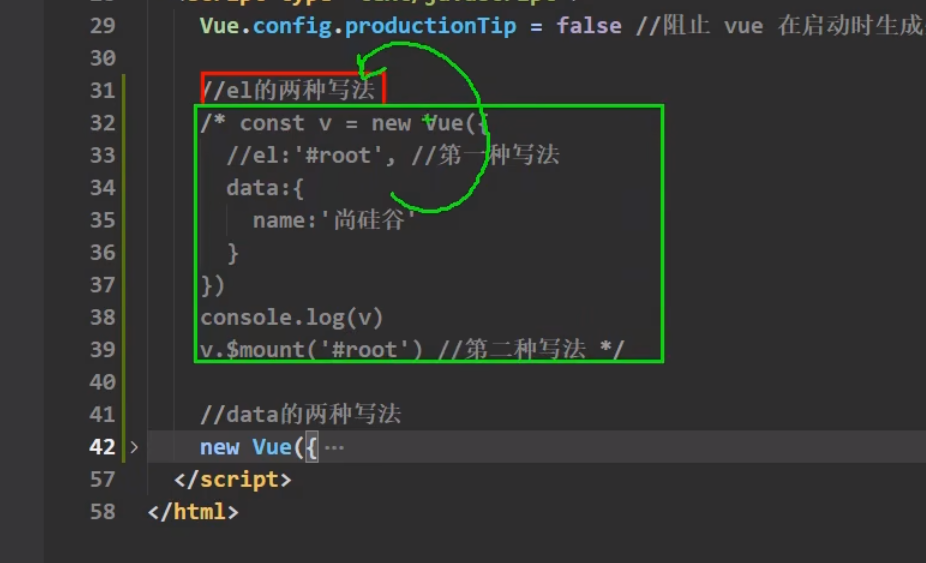 29 Vue.config.productionTip = false //阻止 vue 在启动时生成
30
31 //el的两种写法
32 /* const v = new Vue({
33 //el:'#root', //第一种写法
34 data:{
35 name:'尚硅谷'
36 }
37 })
38 console.log(v)
39 v.$mount('#root') //第二种写法 */
40
41 //data的两种写法
42 new Vue({ ···
57 </script>
58 </html>